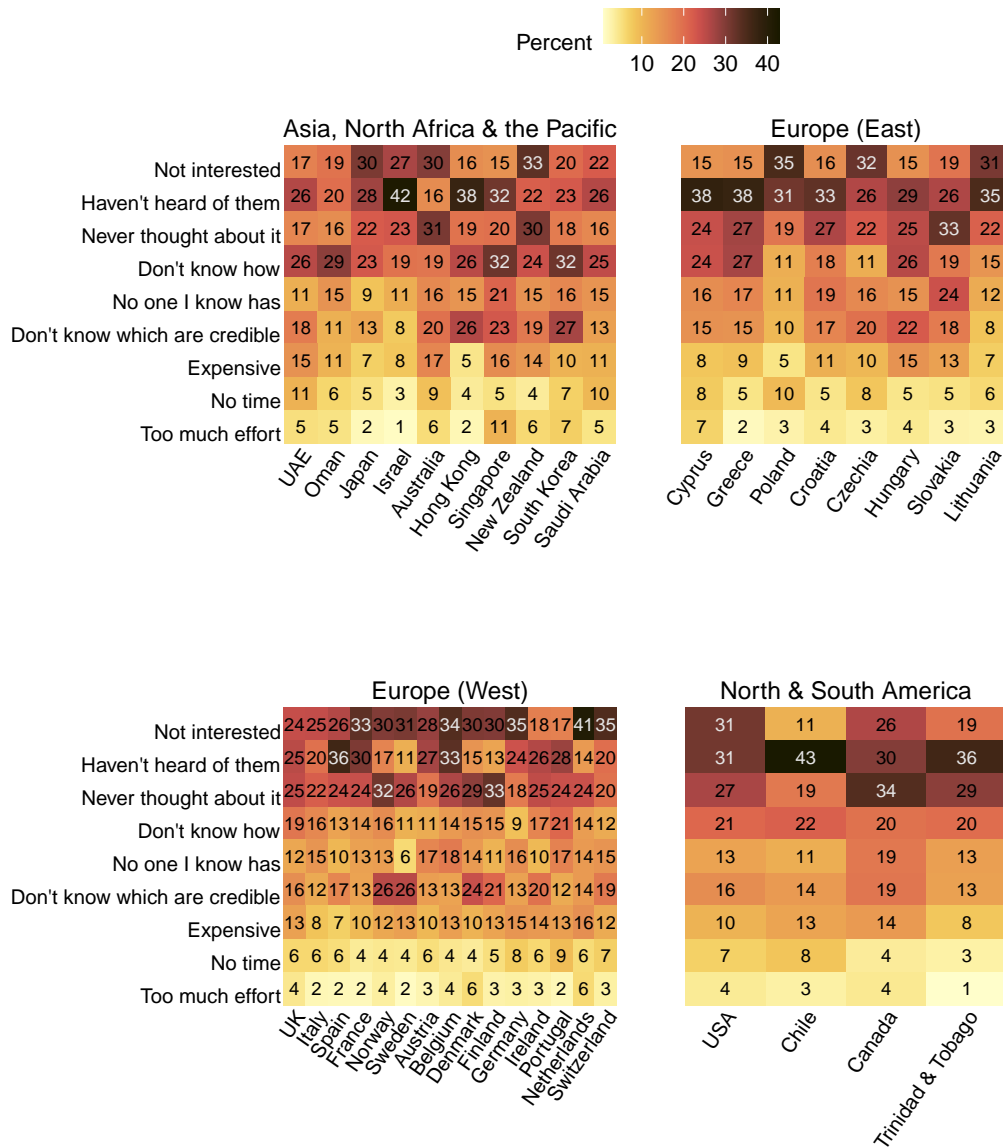 Percent
10 20 30 40
Asia, North Africa & the Pacific
Not interested 17 19 30 27 30 16 15 33 20 22
Haven't heard of them 26 20 28 42 16 38 32 22 23 26
Never thought about it 17 16 22 23 31 19 20 30 18 16
Don't know how 26 29 23 19 19 26 32 24 32 25
No one I know has 11 15 9 11 16 15 21 15 16 15
Don't know which are credible 18 11 13 8 20 26 23 19 27 13
Expensive 15 11 7 8 17 5 16 14 10 11
No time 11 6 5 3 9 4 5 4 7 10
Too much effort 5 5 2 1 6 2 11 6 7 5
UAE Oman Japan Israel Australia Hong Kong Singapore New Zealand South Korea Saudi Arabia
Europe (East)
15 15 35 16 32 15 19 31
38 38 31 33 26 29 26 35
24 27 19 27 22 25 33 22
24 27 11 18 11 26 19 15
16 17 11 19 16 15 24 12
15 15 10 17 20 22 18 8
8 9 5 11 10 15 13 7
8 5 10 5 8 5 5 6
7 2 3 4 3 4 3 3
Cyprus Greece Poland Croatia Czechia Hungary Slovakia Lithuania
Europe (West)
Not interested 24 25 26 33 30 31 28 34 30 30 35 18 17 41 35
Haven't heard of them 25 20 36 30 17 11 27 33 15 13 24 26 28 14 20
Never thought about it 25 22 24 24 32 26 19 26 29 33 18 25 24 24 20
Don't know how 19 16 13 14 16 11 11 14 15 15 9 17 21 14 12
No one I know has 12 15 10 13 13 6 17 18 14 11 16 10 17 14 15
Don't know which are credible 16 12 17 13 26 26 13 13 24 21 13 20 12 14 19
Expensive 13 8 7 10 12 13 10 13 10 13 15 14 13 16 12
No time 6 6 6 4 4 4 6 4 4 5 8 6 9 6 7
Too much effort 4 2 2 2 4 2 3 4 6 3 3 3 2 6 3
UK Italy Spain France Norway Sweden Austria Belgium Denmark Finland Germany Ireland Portugal Netherlands Switzerland
North & South America
31 11 26 19
31 43 30 36
27 19 34 29
21 22 20 20
13 11 19 13
16 14 19 13
10 13 14 8
7 8 4 3
4 3 4 1
USA Chile Canada Trinidad & Tobago